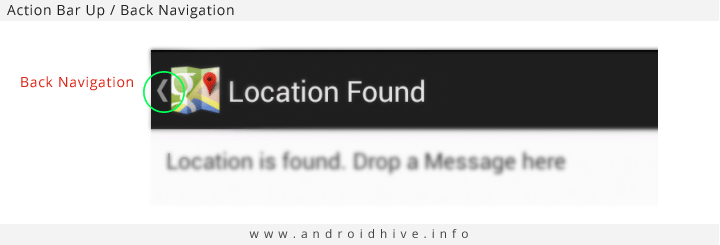 Action Bar Up / Back Navigation
Back Navigation
Location Found
Location is found. Drop a Message here
www.androidhive.info